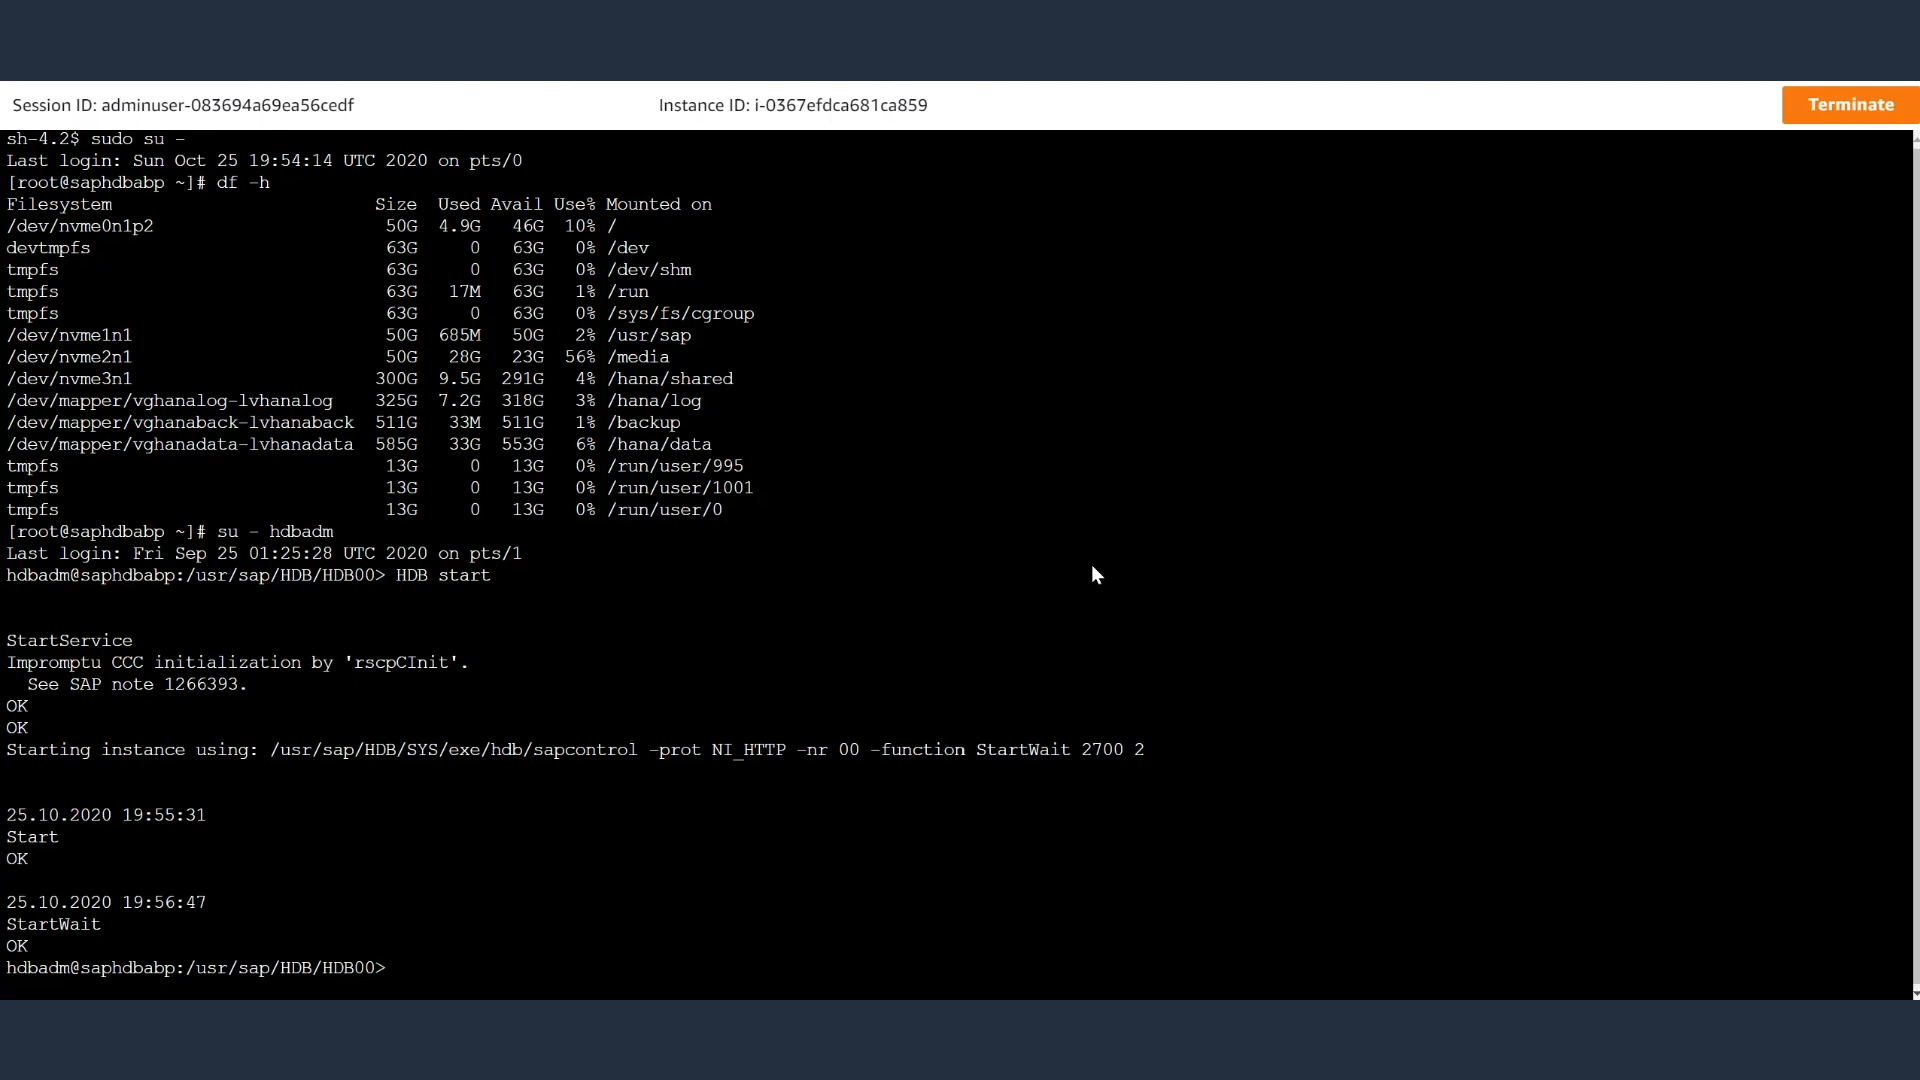 Session ID: adminuser-083694a69ea56cedf
Instance ID: i-0367efdca681ca859
Terminate
sh-4.2$ sudo su -
Last login: Sun Oct 25 19:54:14 UTC 2020 on pts/0
[root@saphdbabp ~]# df -h
Filesystem Size Used Avail Use% Mounted on
/dev/nvme0n1p2 50G 4.9G 46G 10% /
devtmpfs 63G 0 63G 0% /dev
tmpfs 63G 0 63G 0% /dev/shm
tmpfs 63G 17M 63G 1% /run
tmpfs 63G 0 63G 0% /sys/fs/cgroup
/dev/nvme1n1 50G 685M 50G 2% /usr/sap
/dev/nvme2n1 50G 28G 23G 56% /media
/dev/nvme3n1 300G 9.5G 291G 4% /hana/shared
/dev/mapper/vghanalog-lvhanalog 325G 7.2G 318G 3% /hana/log
/dev/mapper/vghanaback-lvhanaback 511G 33M 511G 1% /backup
/dev/mapper/vghanadata-lvhanadata 585G 33G 553G 6% /hana/data
tmpfs 13G 0 13G 0% /run/user/995
tmpfs 13G 0 13G 0% /run/user/1001
tmpfs 13G 0 13G 0% /run/user/0
[root@saphdbabp ~]# su - hdbadm
Last login: Fri Sep 25 01:25:28 UTC 2020 on pts/1
hdbadm@saphdbabp:/usr/sap/HDB/HDB00> HDB start
StartService
Impromptu CCC initialization by 'rscpCInit'.
See SAP note 1266393.
OK
OK
Starting instance using: /usr/sap/HDB/SYS/exe/hdb/sapcontrol -prot NI_HTTP -nr 00 -function StartWait 2700 2
25.10.2020 19:55:31
Start
OK
25.10.2020 19:56:47
StartWait
OK
hdbadm@saphdbabp:/usr/sap/HDB/HDB00>